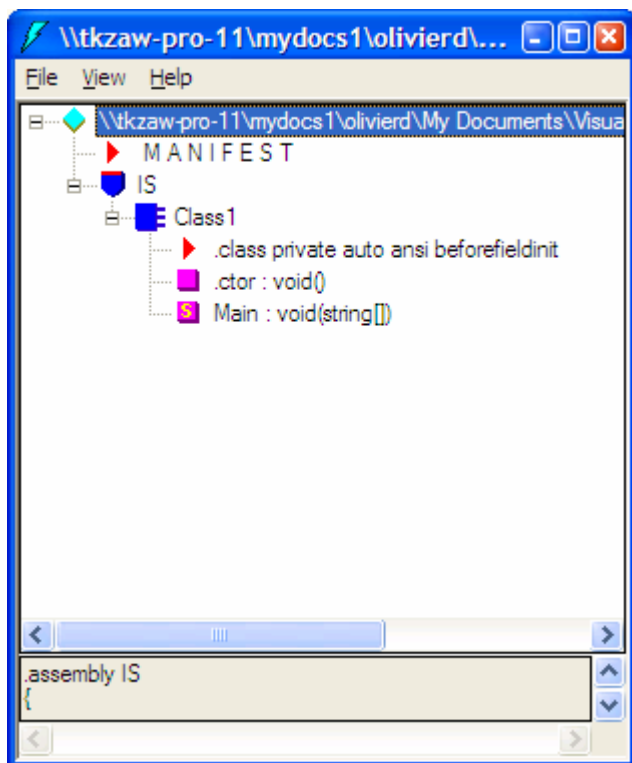 \\tkzaw-pro-11\mydocs1\olivierd\...
File View Help
\\tkzaw-pro-11\mydocs1\olivierd\My Documents\Visua
M A N I F E S T
IS
Class1
.class private auto ansi beforefieldinit
.ctor : void()
S Main : void(string[])
.assembly IS
{